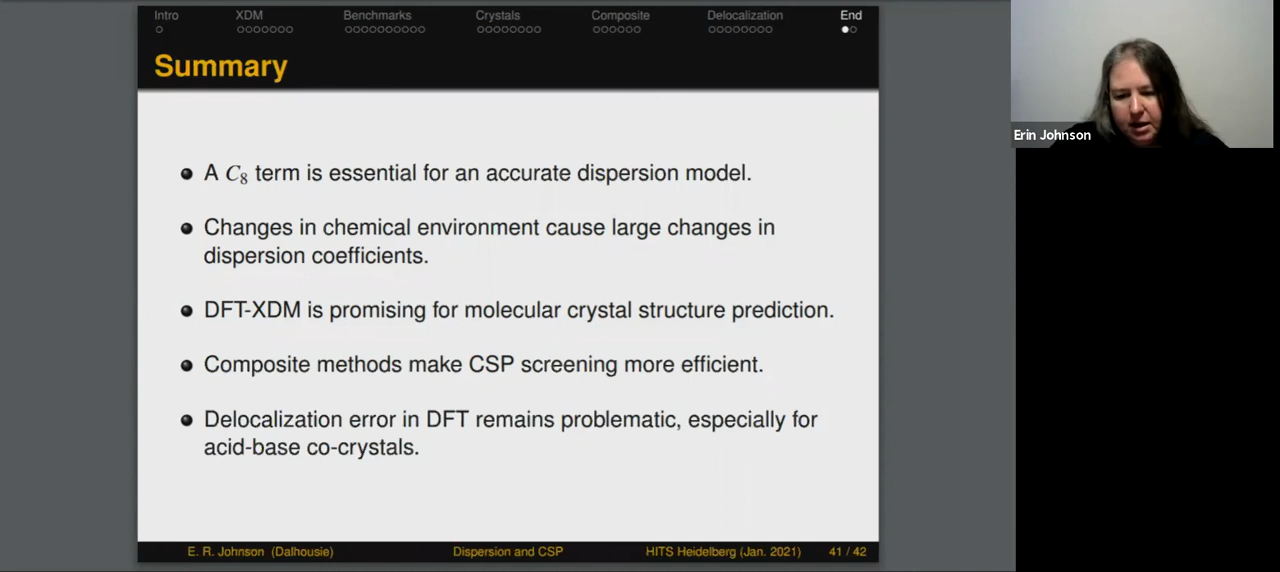 Intro XDM Benchmarks Crystals Composite Delocalization End
Summary
A C8 term is essential for an accurate dispersion model.
Changes in chemical environment cause large changes in
dispersion coefficients.
DFT-XDM is promising for molecular crystal structure prediction.
Composite methods make CSP screening more efficient.
Delocalization error in DFT remains problematic, especially for
acid-base co-crystals.
E. R. Johnson (Dalhousie) Dispersion and CSP HITS Heidelberg (Jan. 2021) 41 / 42
Erin Johnson